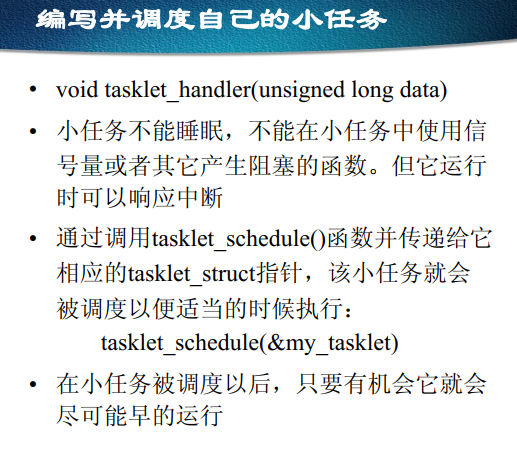 编写并调度自己的小任务
• void tasklet_handler(unsigned long data)
• 小任务不能睡眠，不能在小任务中使用信
号量或者其它产生阻塞的函数。但它运行
时可以响应中断
• 通过调用tasklet_schedule()函数并传递给它
相应的tasklet_struct指针，该小任务就会
被调度以便适当的时候执行：
tasklet_schedule(&my_tasklet)
• 在小任务被调度以后，只要有机会它就会
尽可能早的运行